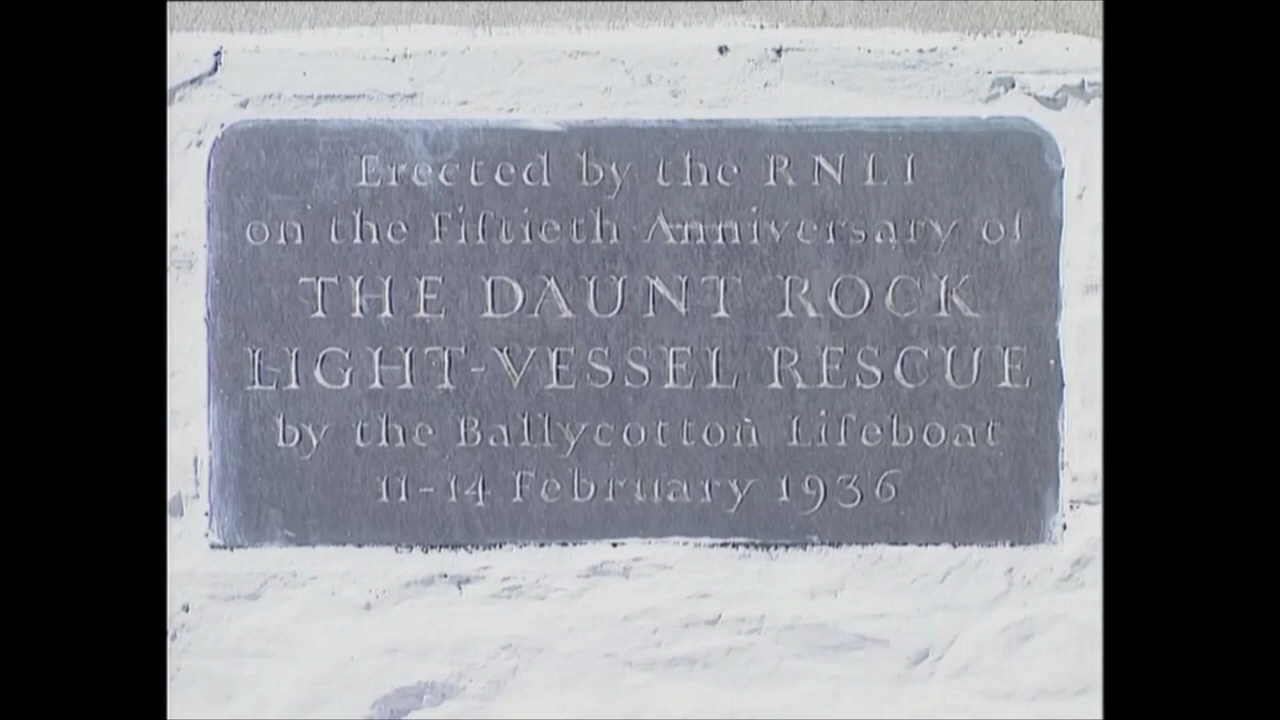 Erected by the RNLI
on the Fiftieth Anniversary of
THE DAUNT ROCK
LIGHT-VESSEL RESCUE
by the Ballycotton Lifeboat
11-14 February 1936